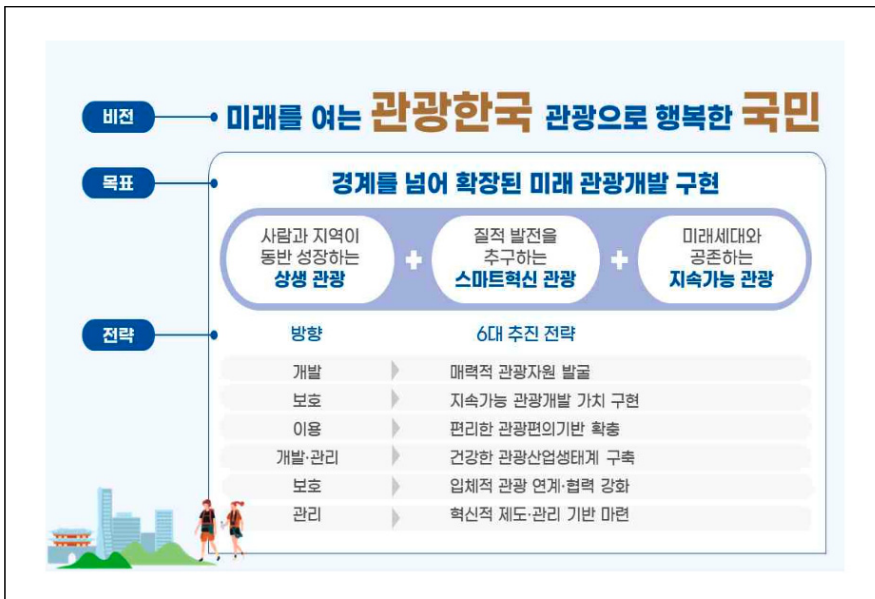 비전
미래를 여는 관광한국 관광으로 행복한 국민
목표
경계를 넘어 확장된 미래 관광개발 구현
사람과 지역이
동반 성장하는
상생 관광
+
질적 발전을
추구하는
스마트혁신 관광
+
미래세대와
공존하는
지속가능 관광
전략
방향 6대 추진 전략
개발 매력적 관광자원 발굴
보호 지속가능 관광개발 가치 구현
이용 편리한 관광편의기반 확충
개발·관리 건강한 관광산업생태계 구축
보호 입체적 관광 연계·협력 강화
관리 혁신적 제도·관리 기반 마련